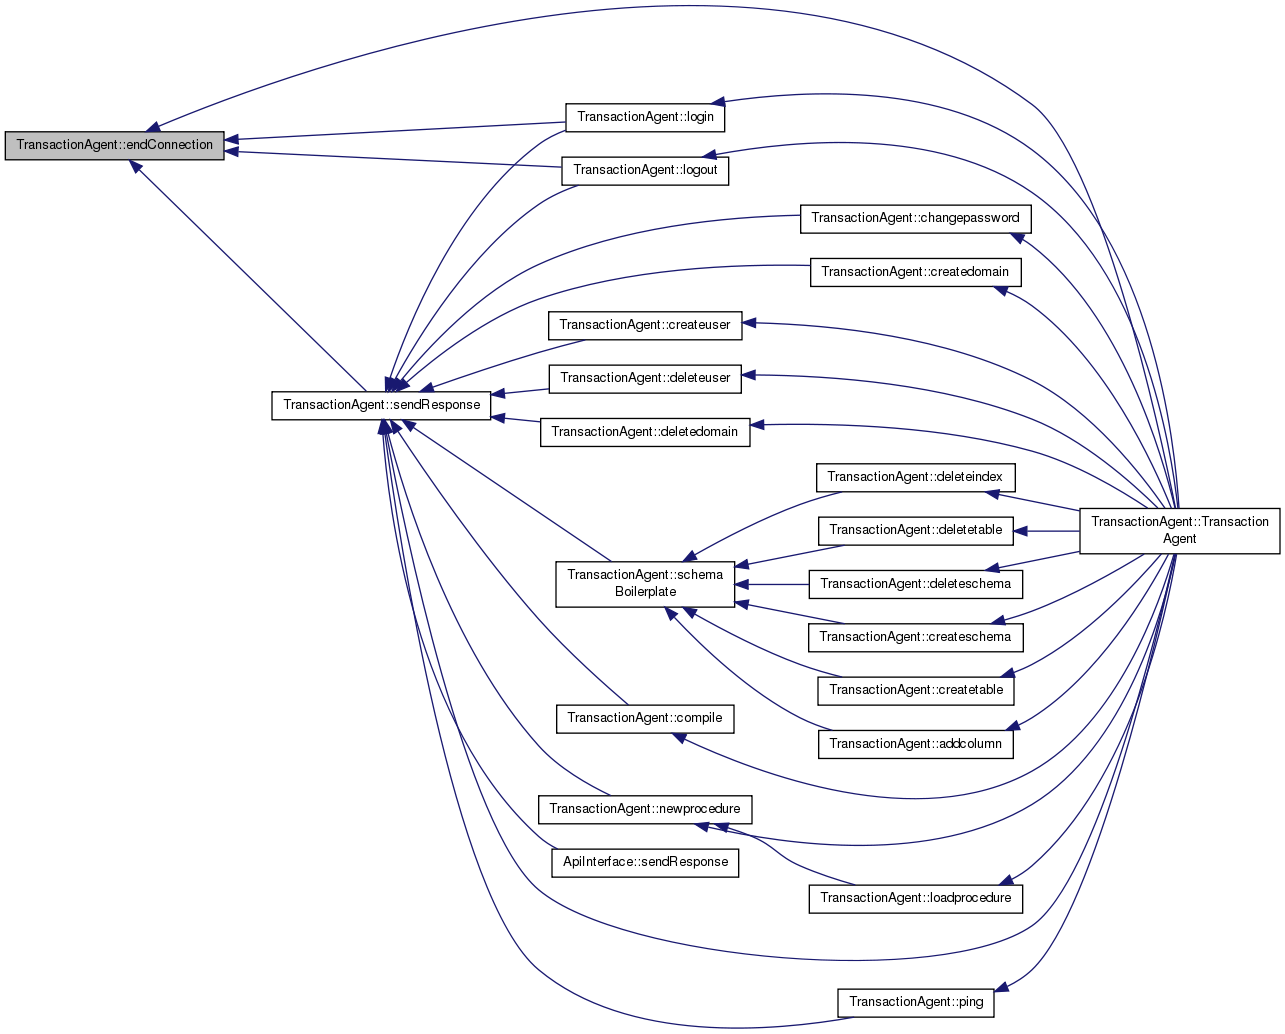 TransactionAgent::endConnection
TransactionAgent::login
TransactionAgent::logout
TransactionAgent::changepassword
TransactionAgent::createdomain
TransactionAgent::createuser
TransactionAgent::deleteuser
TransactionAgent::sendResponse
TransactionAgent::deletedomain
TransactionAgent::deleteindex
TransactionAgent::deletetable
TransactionAgent::Transaction
Agent
TransactionAgent::schema
Boilerplate
TransactionAgent::deleteschema
TransactionAgent::createschema
TransactionAgent::createtable
TransactionAgent::compile
TransactionAgent::addcolumn
TransactionAgent::newprocedure
ApiInterface::sendResponse
TransactionAgent::loadprocedure
TransactionAgent::ping